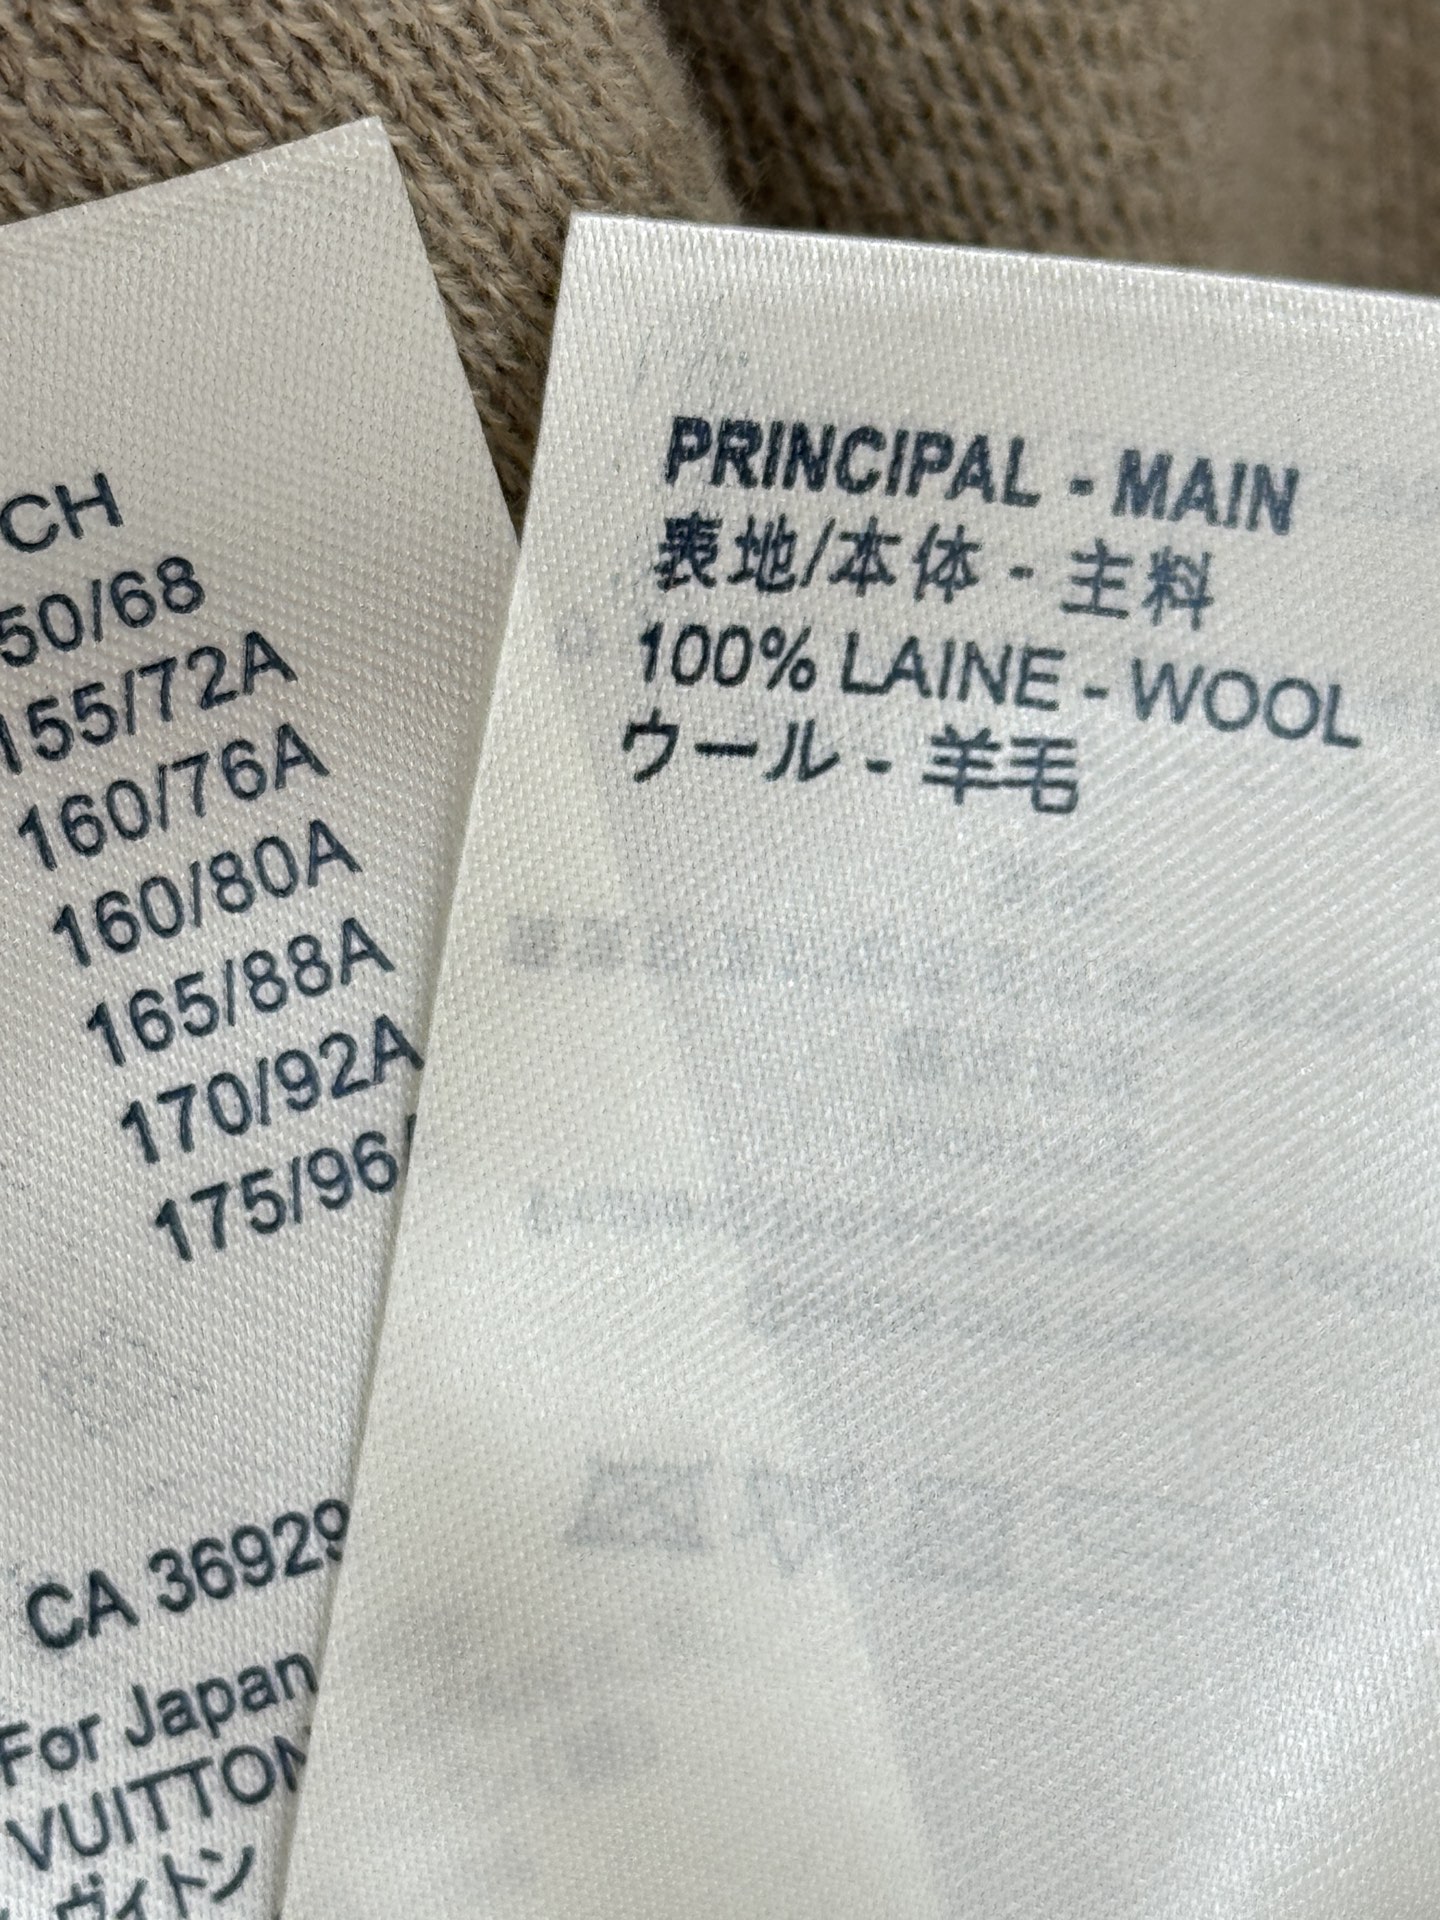 CH
50/68
155/72A
160/76A
160/80A
165/88A
170/92A
175/96
CA 36929
For Japan
VUITTON
ヴィトン
PRINCIPAL - MAIN
表地/本体 - 主料
100% LAINE - WOOL
ウール - 羊毛